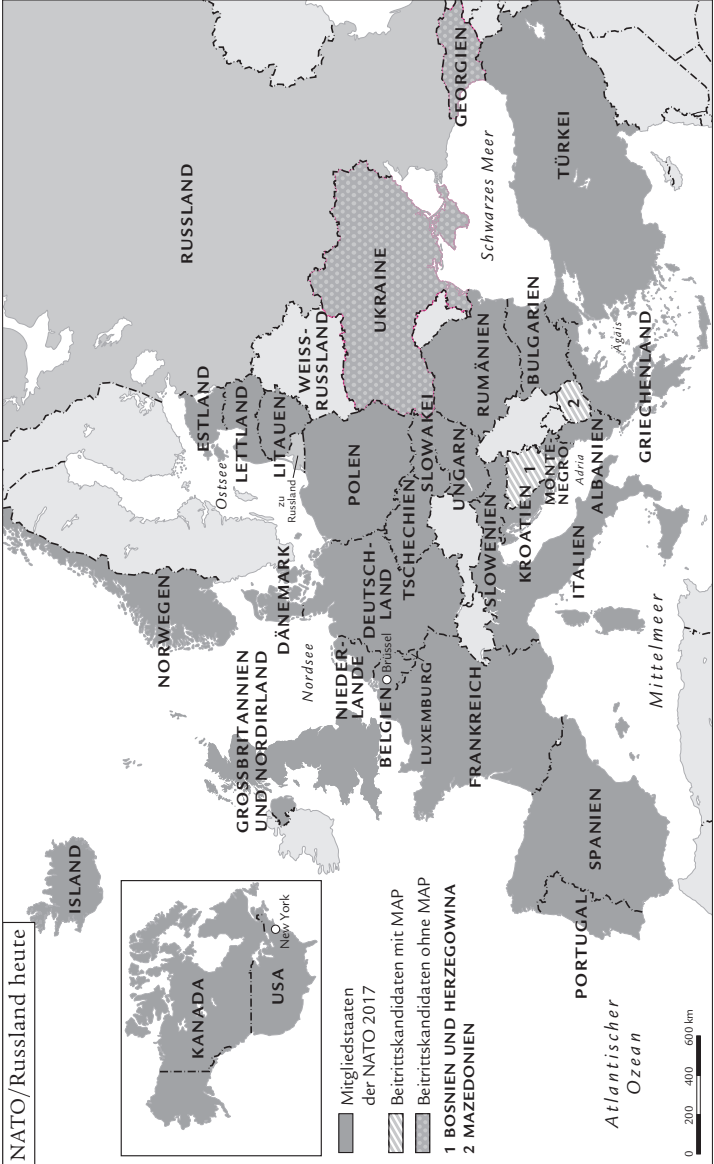 NATO/Russland heute
ISLAND
KANADA
USA
New York
Mitgliedstaaten
der NATO 2017
Beitrittskandidaten mit MAP
Beitrittskandidaten ohne MAP
1 BOSNIEN UND HERZEGOWINA
2 MAZEDONIEN
Atlantischer
Ozean
0 200 400 600 km
NORWEGEN
GROSSBRITANNIEN
UND NORDIRLAND
DÄNEMARK
Nordsee
Ostsee
ESTLAND
LETTLAND
LITAUEN
zu
Russland
RUSSLAND
WEISS-
RUSSLAND
NIEDER-
LANDE
BELGIEN
Brüssel
LUXEMBURG
DEUTSCH-
LAND
POLEN
TSCHECHIEN
SLOWAKEI
UKRAINE
FRANKREICH
UNGARN
SLOWENIEN
KROATIEN
1
RUMÄNIEN
BULGARIEN
MONTE-
NEGRO
Adria
2
ALBANIEN
ITALIEN
GRIECHENLAND
Ägäis
Schwarzes Meer
GEORGIEN
TÜRKEI
PORTUGAL
SPANIEN
Mittelmeer